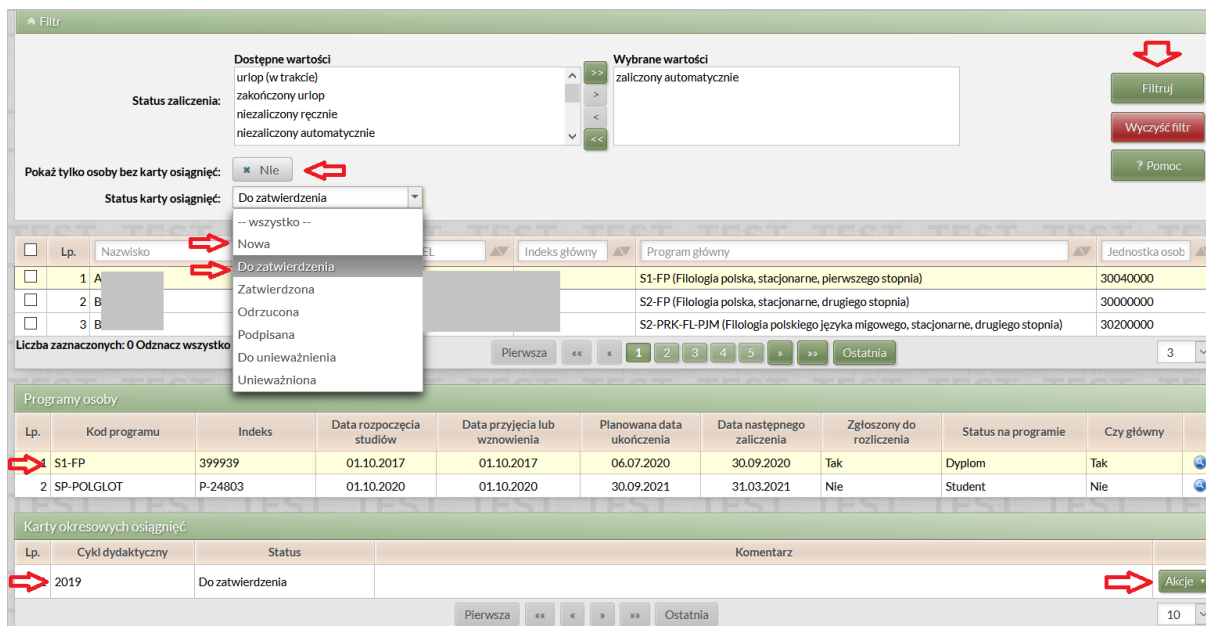 Filtr
Dostępne wartości Wybrane wartości
Status zaliczenia:
urlop (w trakcie)
zakończony urlop
niezaliczony ręcznie
niezaliczony automatycznie
>>
>
<
<<
zaliczony automatycznie
Filtruj
Wyczyść filtr
? Pomoc
Pokaż tylko osoby bez karty osiągnięć: Nie
Status karty osiągnięć: Do zatwierdzenia
-- wszystko --
Nowa
Do zatwierdzenia
Zatwierdzona
Odrzucona
Podpisana
Do unieważnienia
Unieważniona
Lp. Nazwisko EL Indeks główny Program główny Jednostka osob
1 A S1-FP (Filologia polska, stacjonarne, pierwszego stopnia) 30040000
2 B S2-FP (Filologia polska, stacjonarne, drugiego stopnia) 30000000
3 B S2-PRK-FL-PJM (Filologia polskiego języka migowego, stacjonarne, drugiego stopnia) 30200000
Liczba zaznaczonych: 0 Odznacz wszystko
Pierwsza «« « 1 2 3 4 5 » »» Ostatnia 3
Programy osoby
Lp. Kod programu Indeks Data rozpoczęcia studiów Data przyjęcia lub wznowienia Planowana data ukończenia Data następnego zaliczenia Zgłoszony do rozliczenia Status na programie Czy główny
1 S1-FP 399939 01.10.2017 01.10.2017 06.07.2020 30.09.2020 Tak Dyplom Tak
2 SP-POLGLOT P-24803 01.10.2020 01.10.2020 30.09.2021 31.03.2021 Nie Student Nie
TEST TEST TEST TEST TEST TEST TEST
Karty okresowych osiągnięć
Lp. Cykl dydaktyczny Status Komentarz
2019 Do zatwierdzenia Akcje
Pierwsza «« « » »» Ostatnia 10